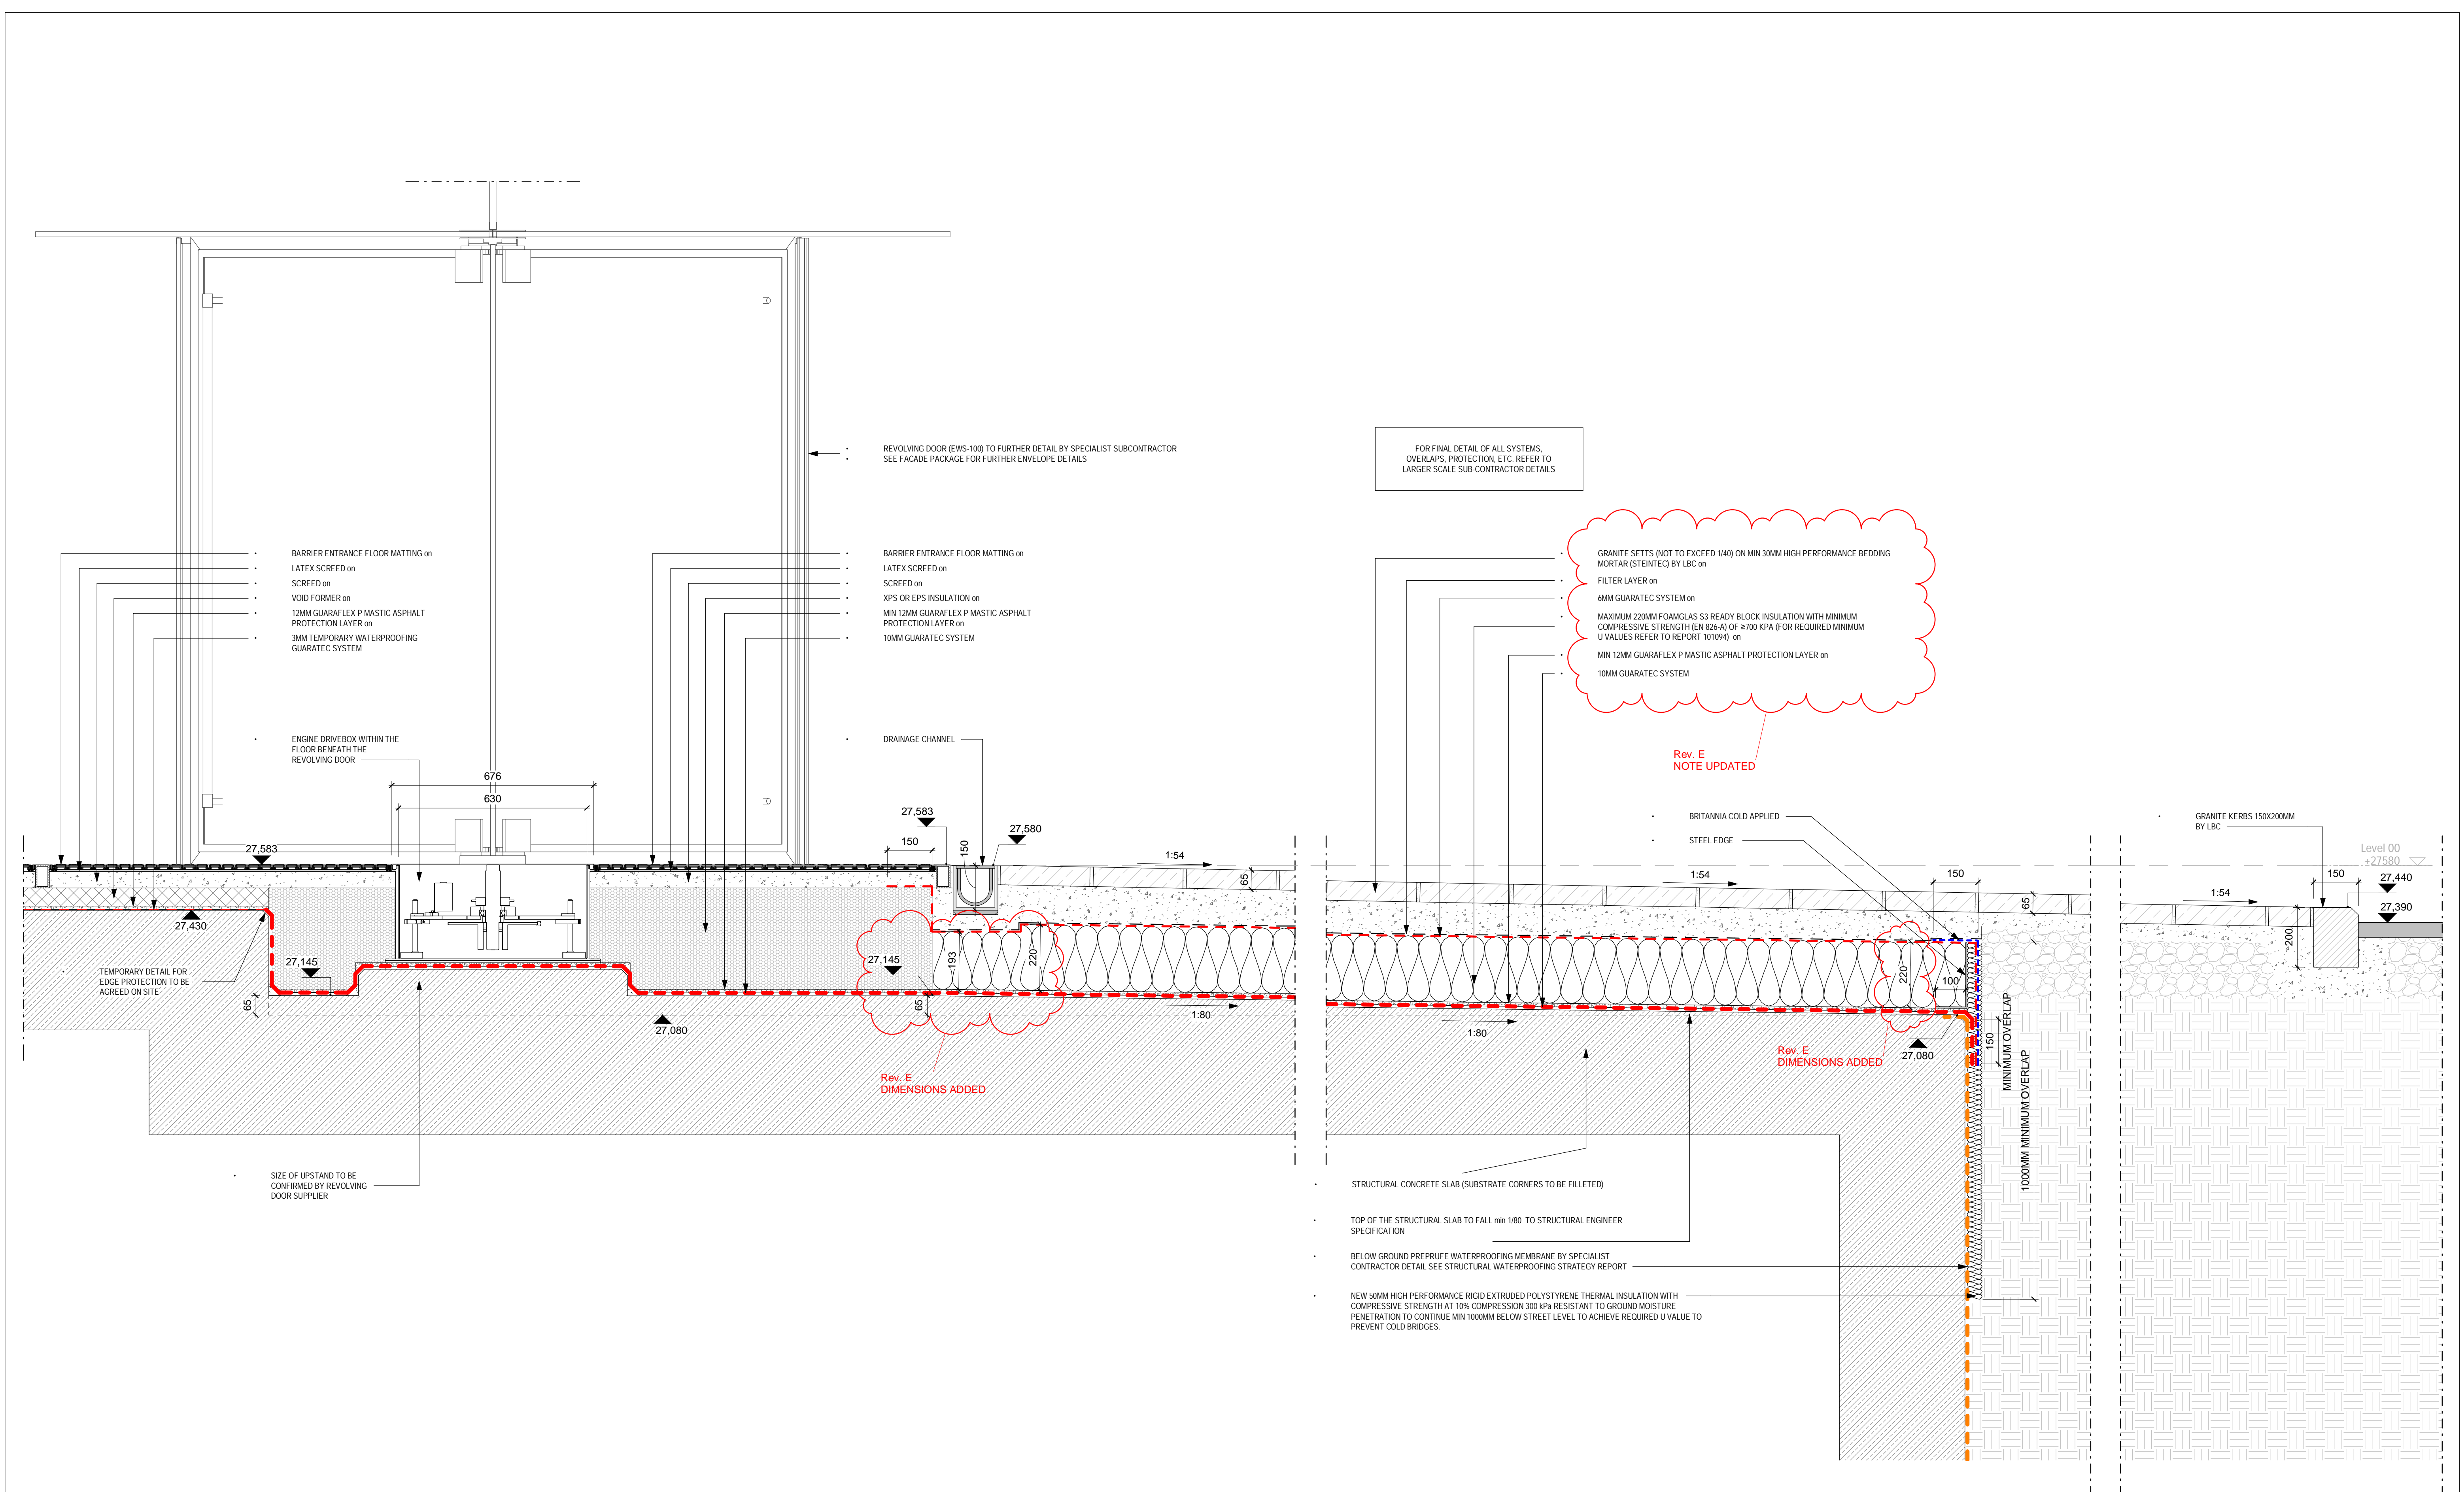 REVOLVING DOOR (EWS-100) TO FURTHER DETAIL BY SPECIALIST SUBCONTRACTOR
SEE FACADE PACKAGE FOR FURTHER ENVELOPE DETAILS
FOR FINAL DETAIL OF ALL SYSTEMS,
OVERLAPS, PROTECTION, ETC. REFER TO
LARGER SCALE SUB-CONTRACTOR DETAILS
BARRIER ENTRANCE FLOOR MATTING on
LATEX SCREED on
SCREED on
VOID FORMER on
12MM GUARAFLEX P MASTIC ASPHALT
PROTECTION LAYER on
3MM TEMPORARY WATERPROOFING
GUARATEC SYSTEM
BARRIER ENTRANCE FLOOR MATTING on
LATEX SCREED on
SCREED on
XPS OR EPS INSULATION on
MIN 12MM GUARAFLEX P MASTIC ASPHALT
PROTECTION LAYER on
10MM GUARATEC SYSTEM
GRANITE SETTS (NOT TO EXCEED 1/40) ON MIN 30MM HIGH PERFORMANCE BEDDING
MORTAR (STEINTEC) BY LBC on
FILTER LAYER on
6MM GUARATEC SYSTEM on
MAXIMUM 220MM FOAMGLAS S3 READY BLOCK INSULATION WITH MINIMUM
COMPRESSIVE STRENGTH (EN 826-A) OF ≥700 KPA (FOR REQUIRED MINIMUM
U VALUES REFER TO REPORT 101094) on
MIN 12MM GUARAFLEX P MASTIC ASPHALT PROTECTION LAYER on
10MM GUARATEC SYSTEM
Rev. E
NOTE UPDATED
ENGINE DRIVEBOX WITHIN THE
FLOOR BENEATH THE
REVOLVING DOOR
DRAINAGE CHANNEL
676
630
27,583
27,583
150
150
27,580
1:54
65
BRITANNIA COLD APPLIED
STEEL EDGE
1:54
150
65
GRANITE KERBS 150X200MM
BY LBC
Level 00
+27580
1:54
150
27,440
27,390
200
27,430
27,145
65
TEMPORARY DETAIL FOR
EDGE PROTECTION TO BE
AGREED ON SITE
27,080
27,145
193
220
65
1:80
Rev. E
DIMENSIONS ADDED
1:80
220
100
27,080
150
MINIMUM OVERLAP
1000MM MINIMUM OVERLAP
Rev. E
DIMENSIONS ADDED
SIZE OF UPSTAND TO BE
CONFIRMED BY REVOLVING
DOOR SUPPLIER
STRUCTURAL CONCRETE SLAB (SUBSTRATE CORNERS TO BE FILLETED)
TOP OF THE STRUCTURAL SLAB TO FALL min 1/80 TO STRUCTURAL ENGINEER
SPECIFICATION
BELOW GROUND PREPRUFE WATERPROOFING MEMBRANE BY SPECIALIST
CONTRACTOR DETAIL SEE STRUCTURAL WATERPROOFING STRATEGY REPORT
NEW 50MM HIGH PERFORMANCE RIGID EXTRUDED POLYSTYRENE THERMAL INSULATION WITH
COMPRESSIVE STRENGTH AT 10% COMPRESSION 300 kPa RESISTANT TO GROUND MOISTURE
PENETRATION TO CONTINUE MIN 1000MM BELOW STREET LEVEL TO ACHIEVE REQUIRED U VALUE TO
PREVENT COLD BRIDGES.